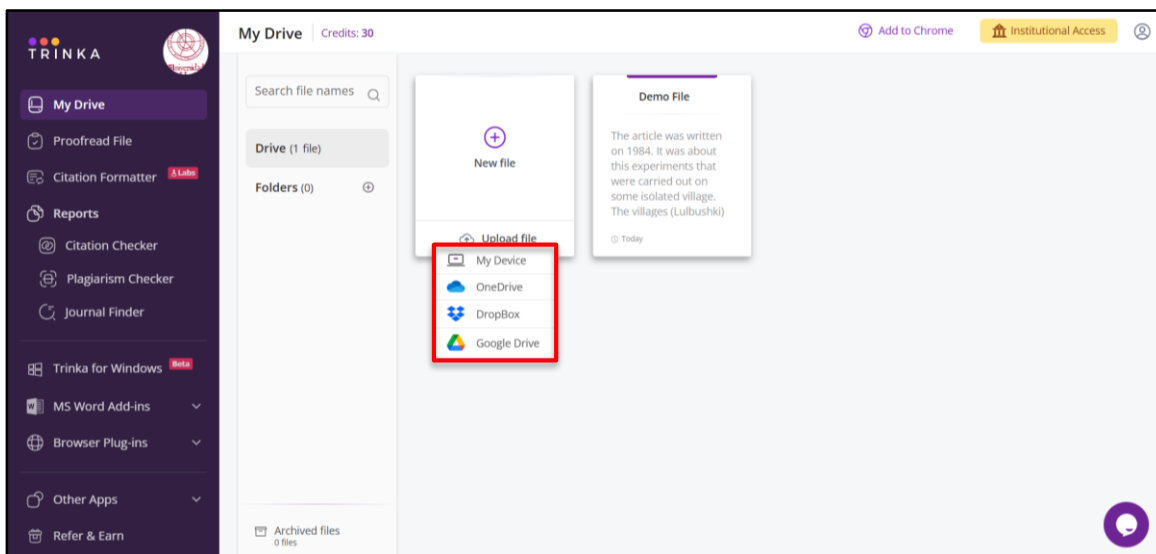 TRINKA
My Drive
Proofread File
Citation Formatter Labs
Reports
Citation Checker
Plagiarism Checker
Journal Finder
Trinka for Windows Beta
MS Word Add-ins
Browser Plug-ins
Other Apps
Refer & Earn
My Drive Credits: 30
Add to Chrome
Institutional Access
Search file names
Drive (1 file)
Folders (0)
Archived files
0 files
New file
Upload file
My Device
OneDrive
DropBox
Google Drive
Demo File
The article was written
on 1984. It was about
this experiments that
were carried out on
some isolated village.
The villages (Lulbushki)
Today